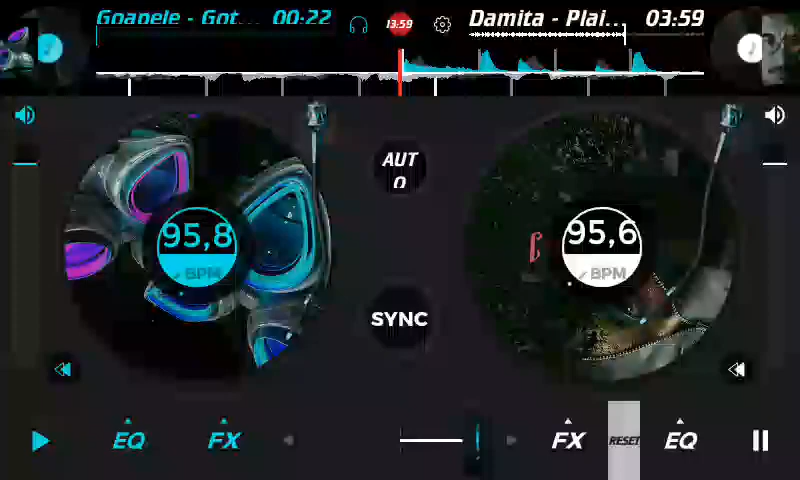 Goapele - Got... 00:22
13:59
Damita - Plai... 03:59
AUT
O
95,8
BPM
95,6
BPM
SYNC
EQ
FX
FX
RESET
EQ